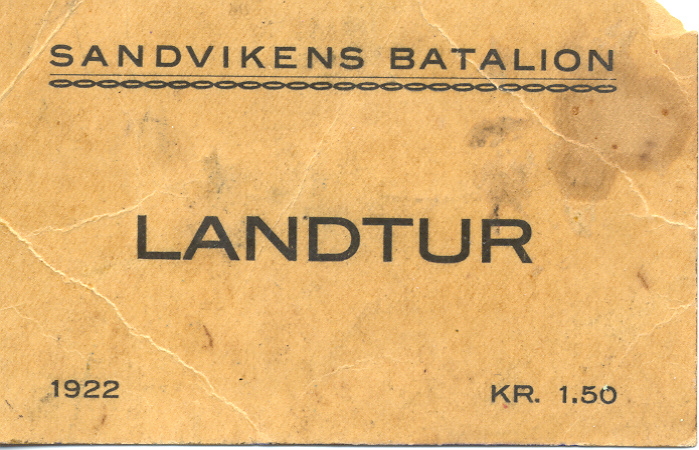 SANDVIKENS BATALION
LANDTUR
1922
KR. 1.50